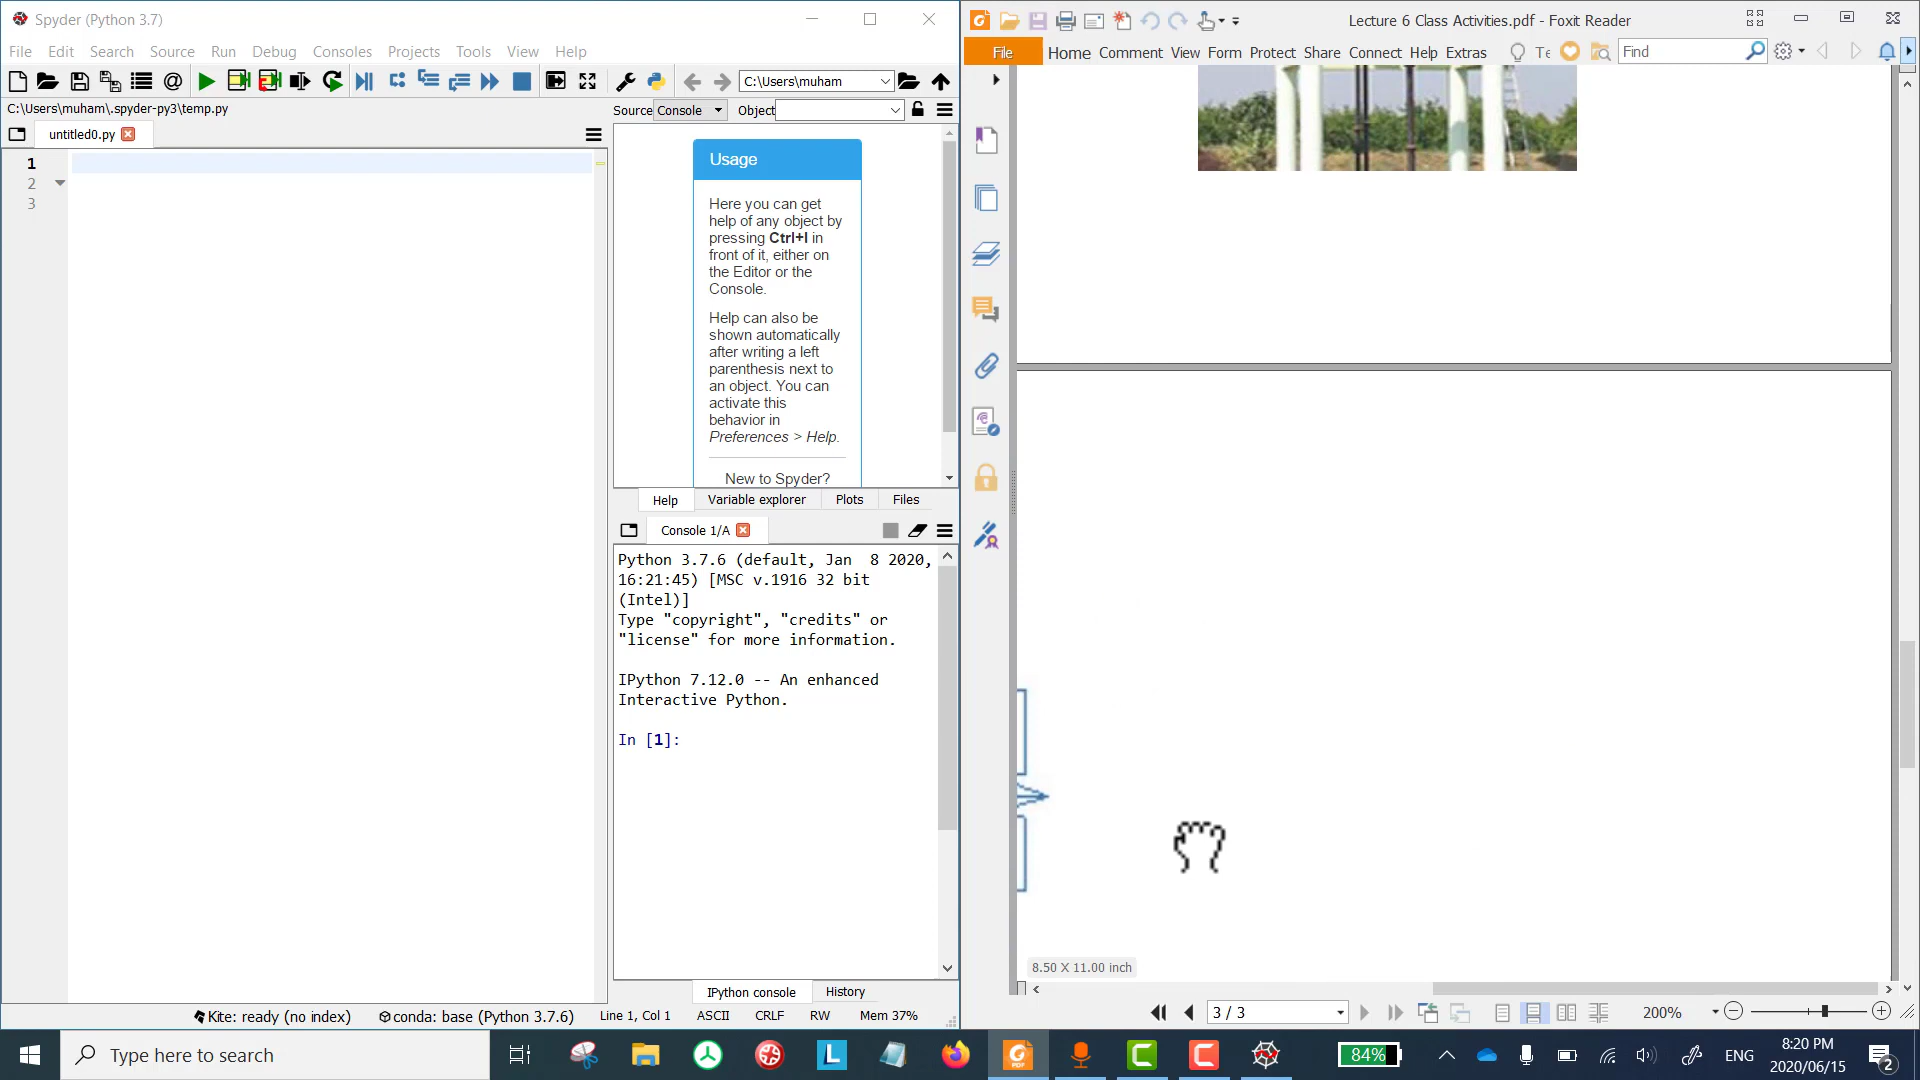 Spyder (Python 3.7)
File Edit Search Source Run Debug Consoles Projects Tools View Help
C:\Users\muham
C:\Users\muham\.spyder-py3\temp.py
Source Console Object
untitled0.py
1
2
3
Usage
Here you can get
help of any object by
pressing Ctrl+I in
front of it, either on
the Editor or the
Console.
Help can also be
shown automatically
after writing a left
parenthesis next to
an object. You can
activate this
behavior in
Preferences > Help.
New to Spyder?
Help Variable explorer Plots Files
Console 1/A
Python 3.7.6 (default, Jan  8 2020,
16:21:45) [MSC v.1916 32 bit
(Intel)]
Type "copyright", "credits" or
"license" for more information.
IPython 7.12.0 -- An enhanced
Interactive Python.
In [1]:
IPython console History
Kite: ready (no index) conda: base (Python 3.7.6) Line 1, Col 1 ASCII CRLF RW Mem 37%
Lecture 6 Class Activities.pdf - Foxit Reader
File Home Comment View Form Protect Share Connect Help Extras Te Find
8.50 X 11.00 inch
3 / 3
200%
Type here to search
84%
ENG
8:20 PM
2020/06/15
2